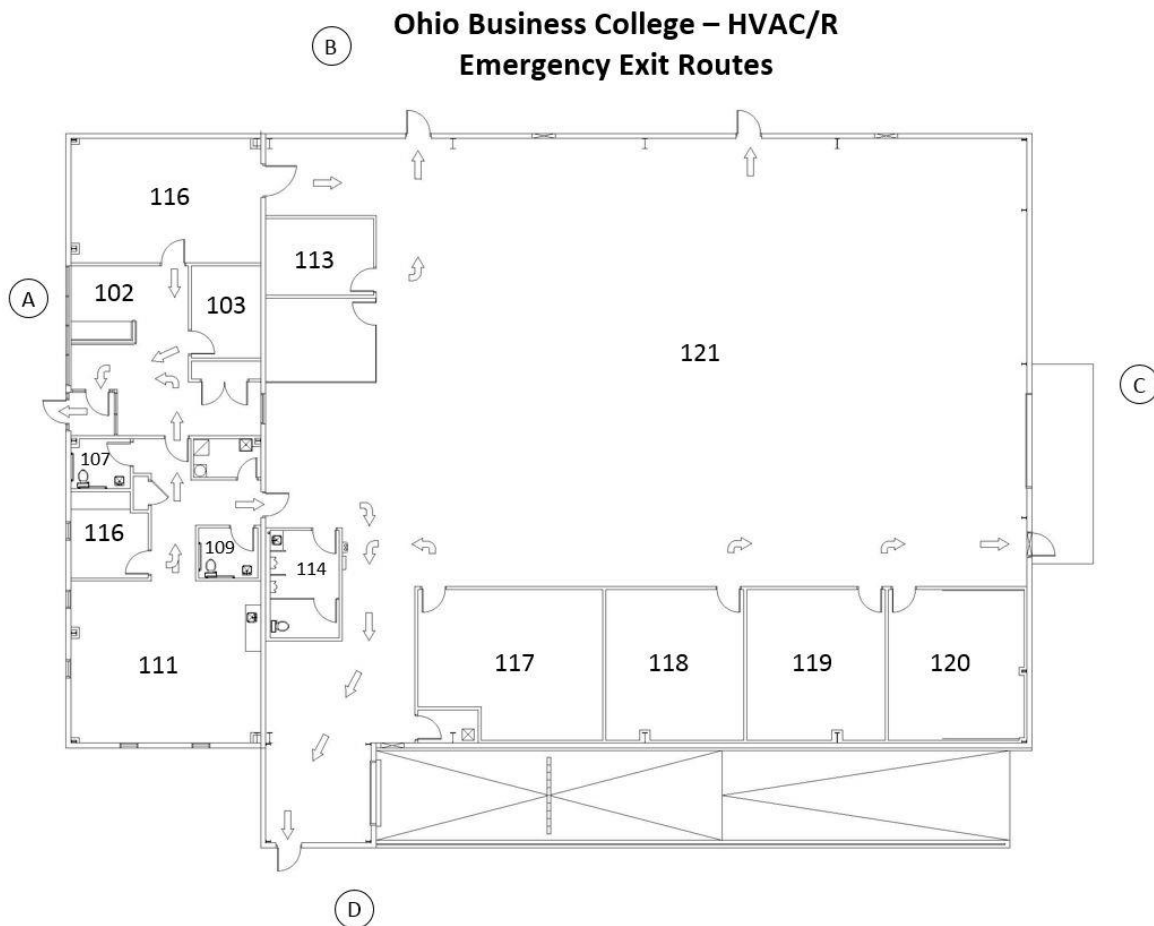 Ohio Business College – HVAC/R
Emergency Exit Routes
B
116
113
102
103
A
121
C
107
116
109
114
111
117
118
119
120
D